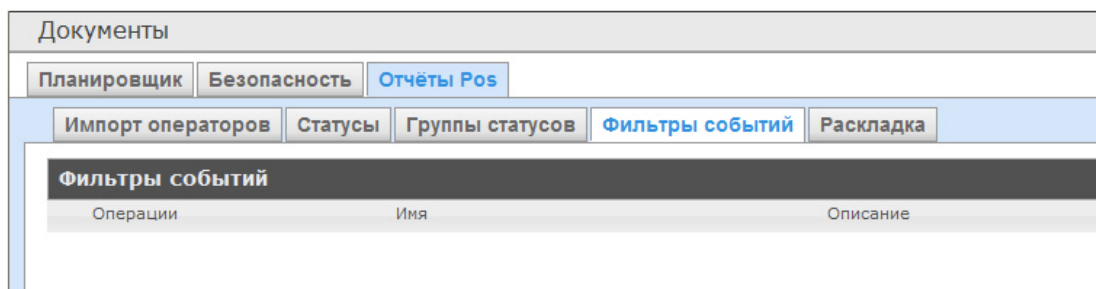 Документы
Планировщик Безопасность Отчёты Pos
Импорт операторов Статусы Группы статусов Фильтры событий Раскладка
Фильтры событий
Операции Имя Описание